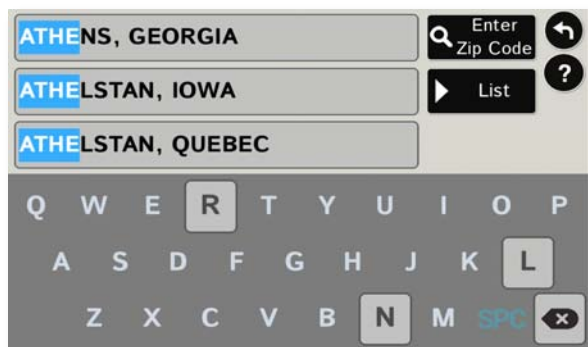 ATHENS, GEORGIA
Enter
Zip Code
ATHELSTAN, IOWA
List
?
ATHELSTAN, QUEBEC
Q W E R T Y U I O P
A S D F G H J K L
Z X C V B N M SPC